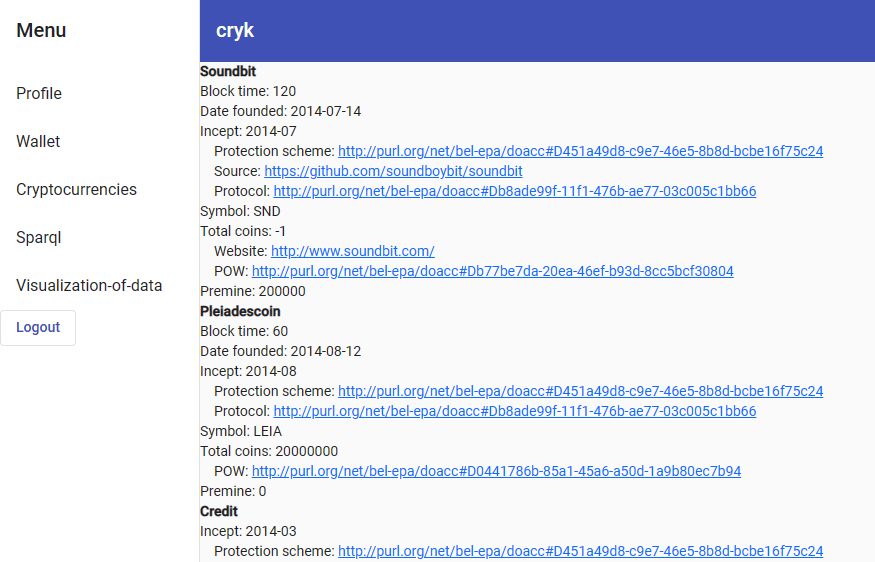 Menu
Profile
Wallet
Cryptocurrencies
Sparql
Visualization-of-data
Logout
cryk
Soundbit
Block time: 120
Date founded: 2014-07-14
Incept: 2014-07
Protection scheme: http://purl.org/net/bel-epa/doacc#D451a49d8-c9e7-46e5-8b8d-bcbe16f75c24
Source: https://github.com/soundboybit/soundbit
Protocol: http://purl.org/net/bel-epa/doacc#Db8ade99f-11f1-476b-ae77-03c005c1bb66
Symbol: SND
Total coins: -1
Website: http://www.soundbit.com/
POW: http://purl.org/net/bel-epa/doacc#Db77be7da-20ea-46ef-b93d-8cc5bcf30804
Premine: 200000
Pleiadescoin
Block time: 60
Date founded: 2014-08-12
Incept: 2014-08
Protection scheme: http://purl.org/net/bel-epa/doacc#D451a49d8-c9e7-46e5-8b8d-bcbe16f75c24
Protocol: http://purl.org/net/bel-epa/doacc#Db8ade99f-11f1-476b-ae77-03c005c1bb66
Symbol: LEIA
Total coins: 20000000
POW: http://purl.org/net/bel-epa/doacc#D0441786b-85a1-45a6-a50d-1a9b80ec7b94
Premine: 0
Credit
Incept: 2014-03
Protection scheme: http://purl.org/net/bel-epa/doacc#D451a49d8-c9e7-46e5-8b8d-bcbe16f75c24